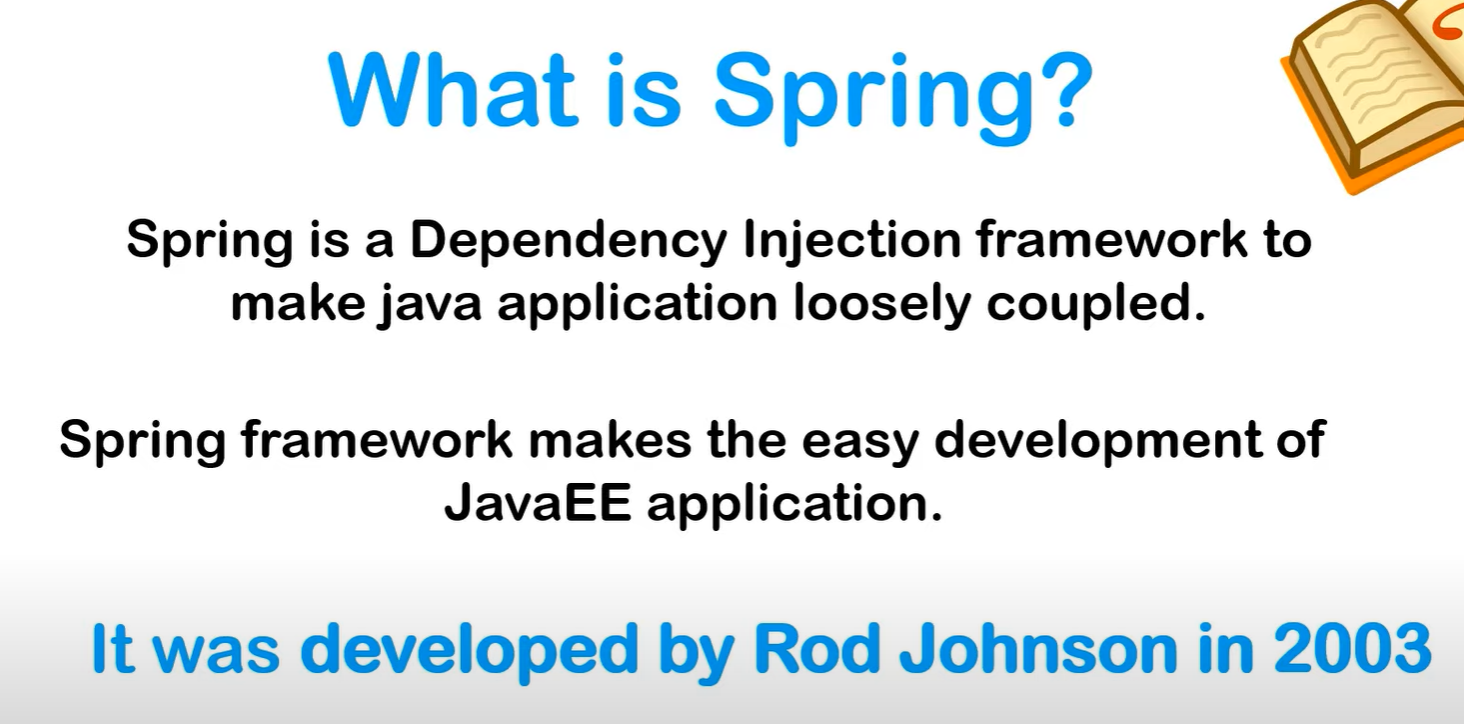 What is Spring?
Spring is a Dependency Injection framework to
make java application loosely coupled.
Spring framework makes the easy development of
JavaEE application.
It was developed by Rod Johnson in 2003